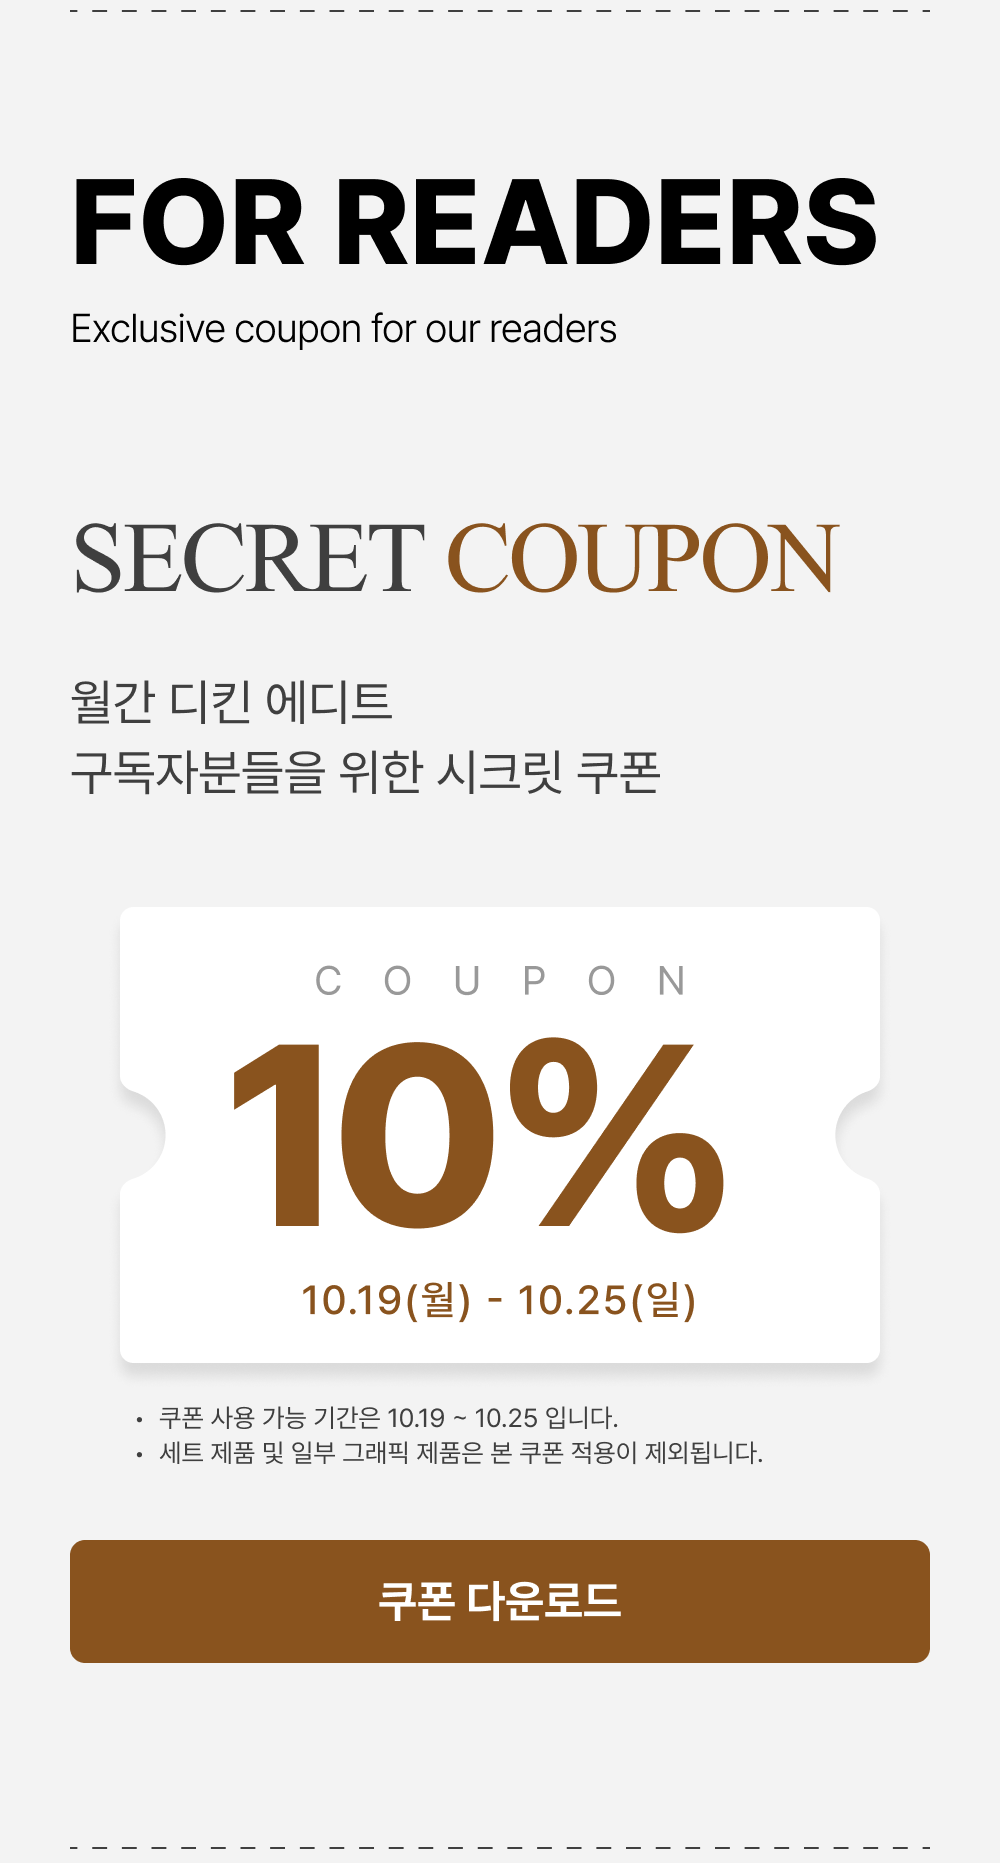 FOR READERS
Exclusive coupon for our readers
SECRET COUPON
월간 디킨 에디트
구독자분들을 위한 시크릿 쿠폰
COUPON
10%
10.19(월) - 10.25(일)
• 쿠폰 사용 가능 기간은 10.19 ~ 10.25 입니다.
• 세트 제품 및 일부 그래픽 제품은 본 쿠폰 적용이 제외됩니다.
쿠폰 다운로드